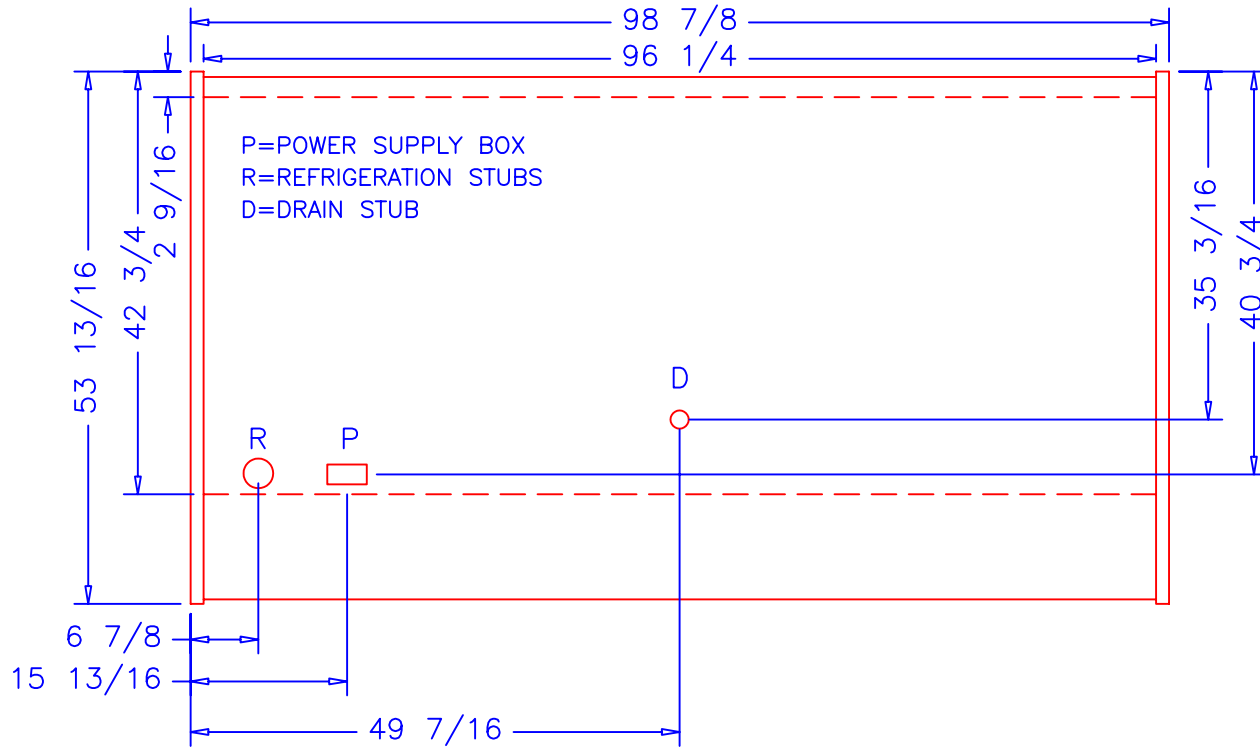 98 7/8
96 1/4
P=POWER SUPPLY BOX
R=REFRIGERATION STUBS
D=DRAIN STUB
2 9/16
42 3/4
53 13/16
35 3/16
40 3/4
D
R
P
6 7/8
15 13/16
49 7/16